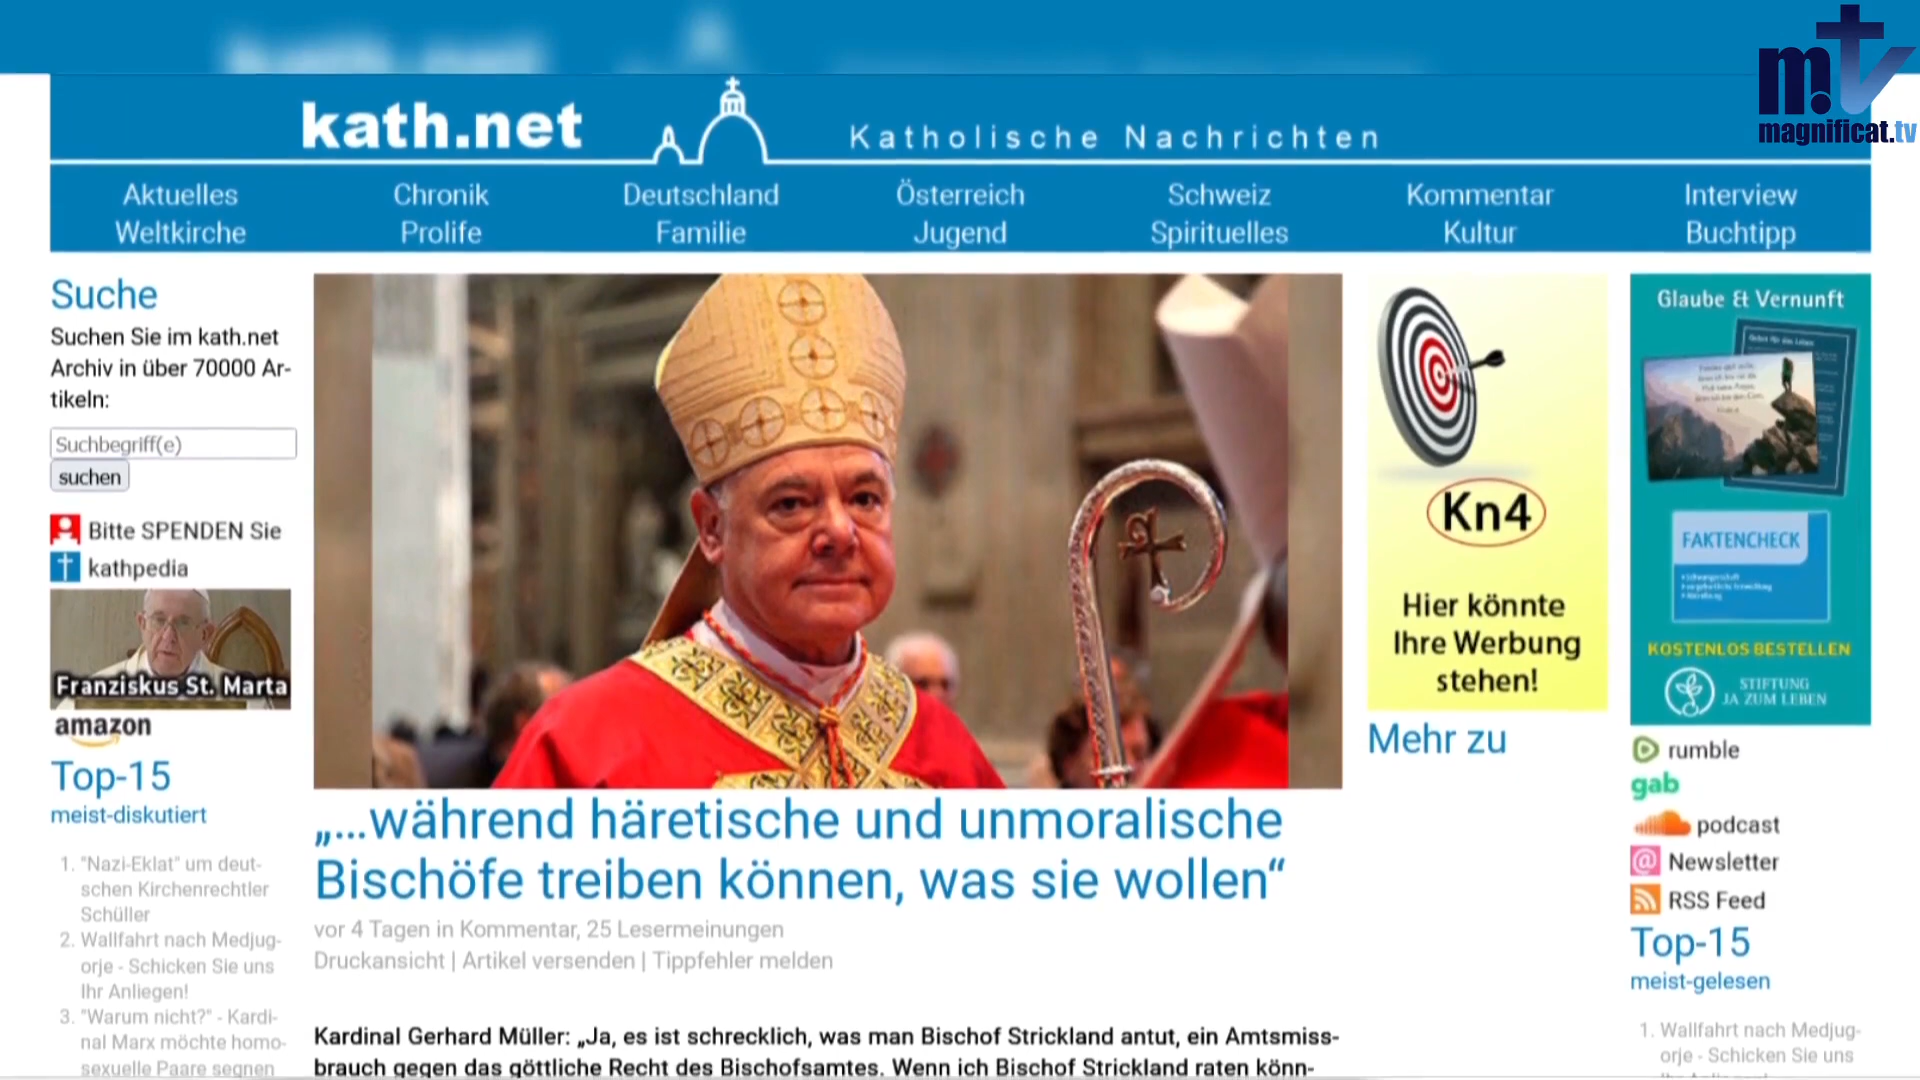 mtv
magnificat.tv
kath.net
Katholische Nachrichten
Aktuelles
Chronik
Deutschland
Österreich
Schweiz
Kommentar
Interview
Weltkirche
Prolife
Familie
Jugend
Spirituelles
Kultur
Buchtipp
Suche
Suchen Sie im kath.net
Archiv in über 70000 Ar-
tikeln:
Suchbegriff(e)
suchen
Bitte SPENDEN Sie
kathpedia
Franziskus St. Marta
amazon
Top-15
meist-diskutiert
1. "Nazi-Eklat" um deut-
schen Kirchenrechtler
Schüller
2. Wallfahrt nach Medjug-
orje - Schicken Sie uns
Ihr Anliegen!
3. "Warum nicht?" - Kardi-
nal Marx möchte homo-
sexuelle Paare segnen
„...während häretische und unmoralische
Bischöfe treiben können, was sie wollen“
vor 4 Tagen in Kommentar, 25 Lesermeinungen
Druckansicht | Artikel versenden | Tippfehler melden
Kardinal Gerhard Müller: „Ja, es ist schrecklich, was man Bischof Strickland antut, ein Amtsmiss-
brauch gegen das göttliche Recht des Bischofsamtes. Wenn ich Bischof Strickland raten könn-
Kn4
Hier könnte
Ihre Werbung
stehen!
Mehr zu
Glaube & Vernunft
FAKTENCHECK
KOSTENLOS BESTELLEN
STIFTUNG
JA ZUM LEBEN
rumble
gab
podcast
Newsletter
RSS Feed
Top-15
meist-gelesen
1. Wallfahrt nach Medjug-
orje - Schicken Sie uns